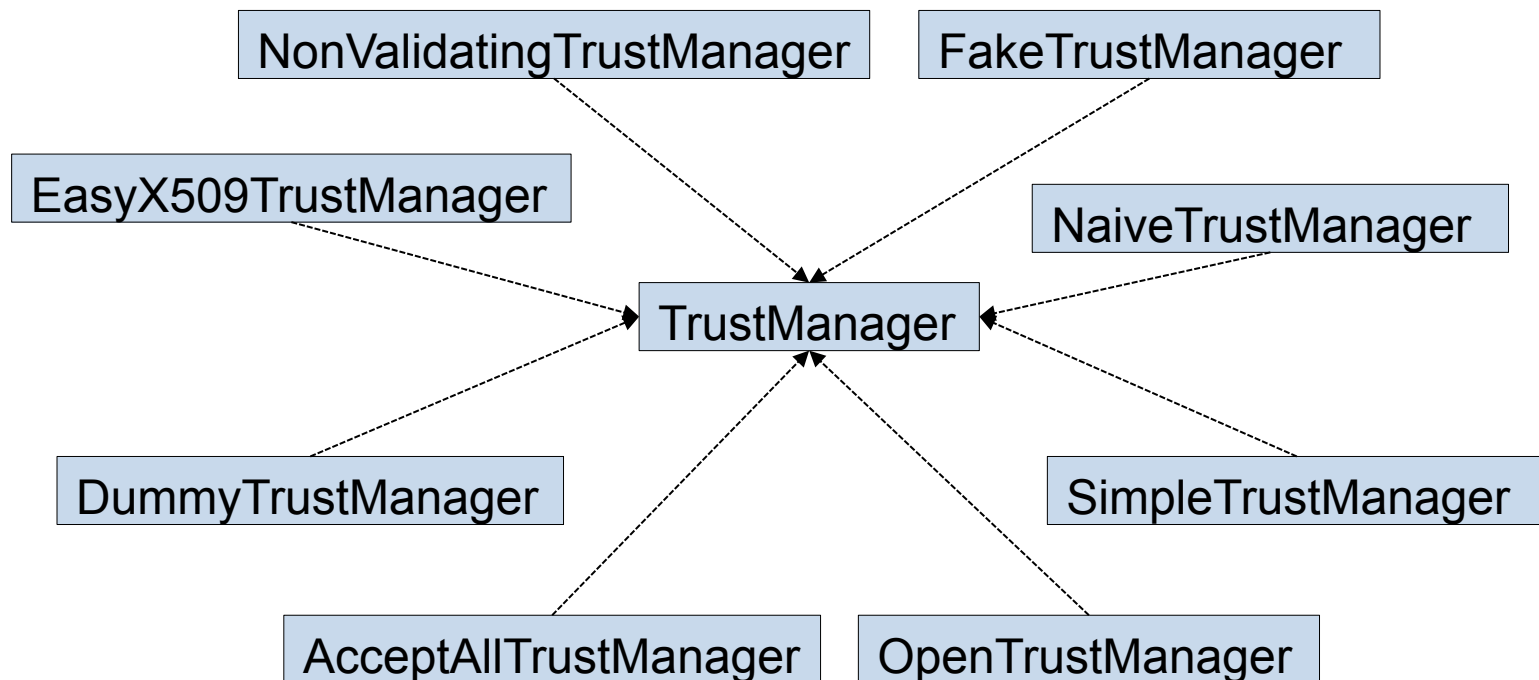 NonValidatingTrustManager
FakeTrustManager
EasyX509TrustManager
NaiveTrustManager
TrustManager
DummyTrustManager
SimpleTrustManager
AcceptAllTrustManager
OpenTrustManager